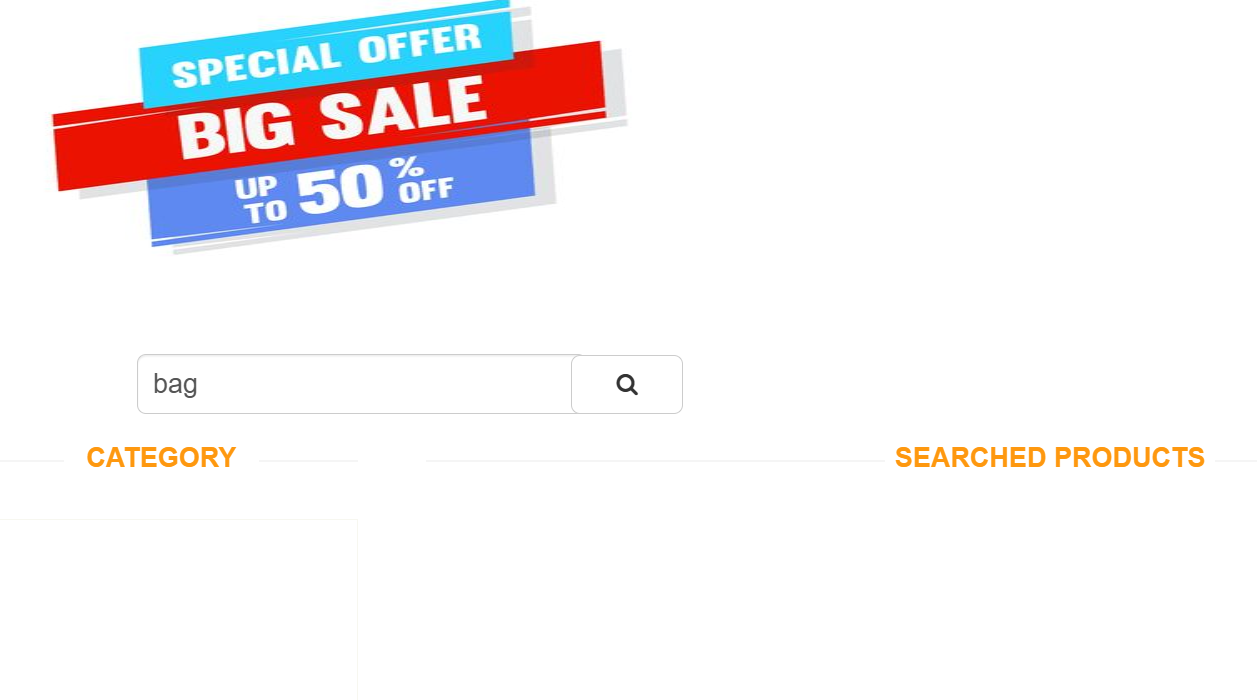 SPECIAL OFFER
BIG SALE
UP TO 50% OFF
bag
CATEGORY
SEARCHED PRODUCTS